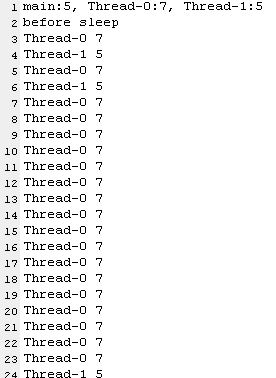 1 main:5, Thread-0:7, Thread-1:5
2 before sleep
3 Thread-0 7
4 Thread-1 5
5 Thread-0 7
6 Thread-1 5
7 Thread-0 7
8 Thread-0 7
9 Thread-0 7
10 Thread-0 7
11 Thread-0 7
12 Thread-0 7
13 Thread-0 7
14 Thread-0 7
15 Thread-0 7
16 Thread-0 7
17 Thread-0 7
18 Thread-0 7
19 Thread-0 7
20 Thread-0 7
21 Thread-0 7
22 Thread-0 7
23 Thread-0 7
24 Thread-1 5